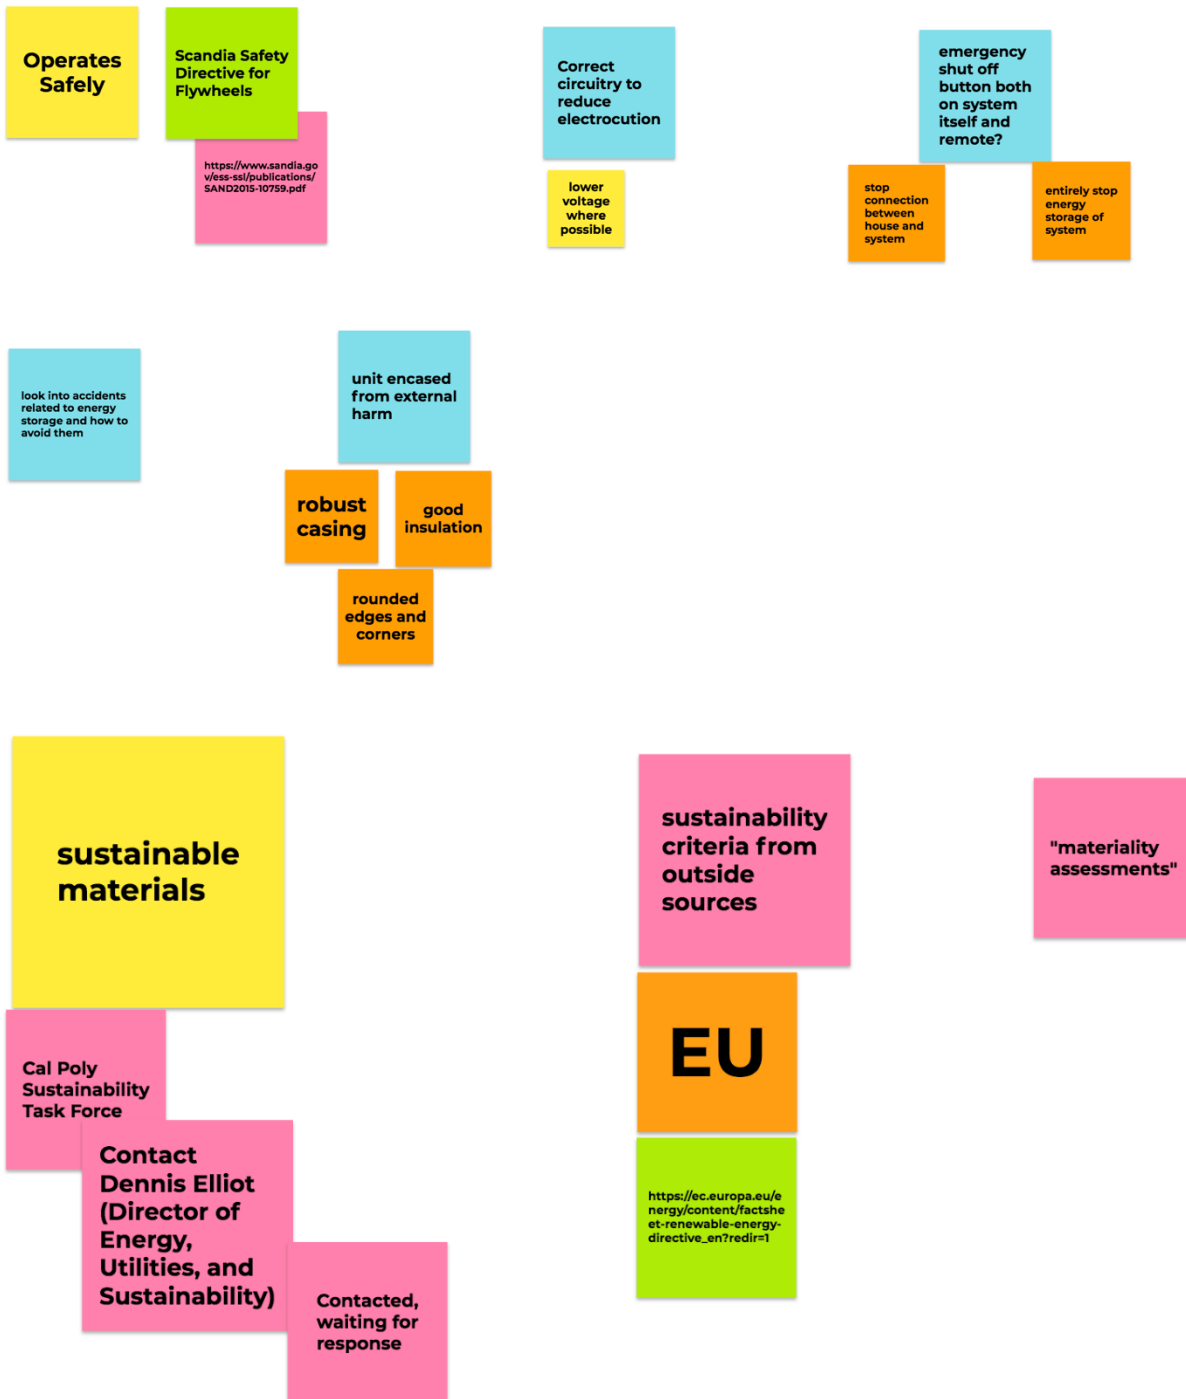 Operates
Safely
Scandia Safety
Directive for
Flywheels
https://www.sandia.go
v/ess-ssl/publications/
SAND2015-10759.pdf
Correct
circuitry to
reduce
electrocution
lower
voltage
where
possible
emergency
shut off
button both
on system
itself and
remote?
stop
connection
between
house and
system
entirely stop
energy
storage of
system
look into accidents
related to energy
storage and how to
avoid them
unit encased
from external
harm
robust
casing
good
insulation
rounded
edges and
corners
sustainable
materials
Cal Poly
Sustainability
Task Force
Contact
Dennis Elliot
(Director of
Energy,
Utilities, and
Sustainability)
Contacted,
waiting for
response
sustainability
criteria from
outside
sources
EU
https://ec.europa.eu/e
nergy/content/factshe
et-renewable-energy-
directive_en?redir=1
"materiality
assessments"